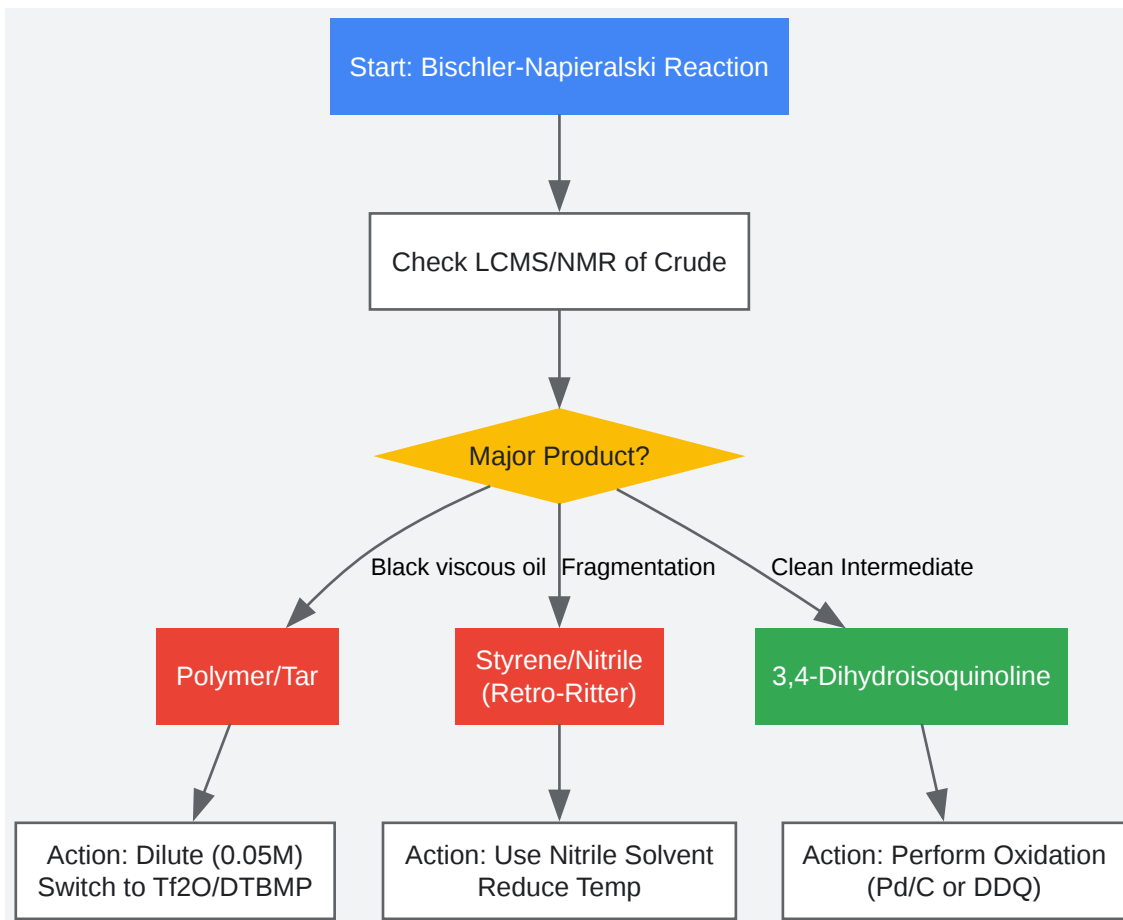 Start: Bischler-Napieralski Reaction
Check LCMS/NMR of Crude
Major Product?
Black viscous oil
Fragmentation
Clean Intermediate
Polymer/Tar
Styrene/Nitrile
(Retro-Ritter)
3,4-Dihydroisoquinoline
Action: Dilute (0.05M)
Switch to Tf2O/DTBMP
Action: Use Nitrile Solvent
Reduce Temp
Action: Perform Oxidation
(Pd/C or DDQ)